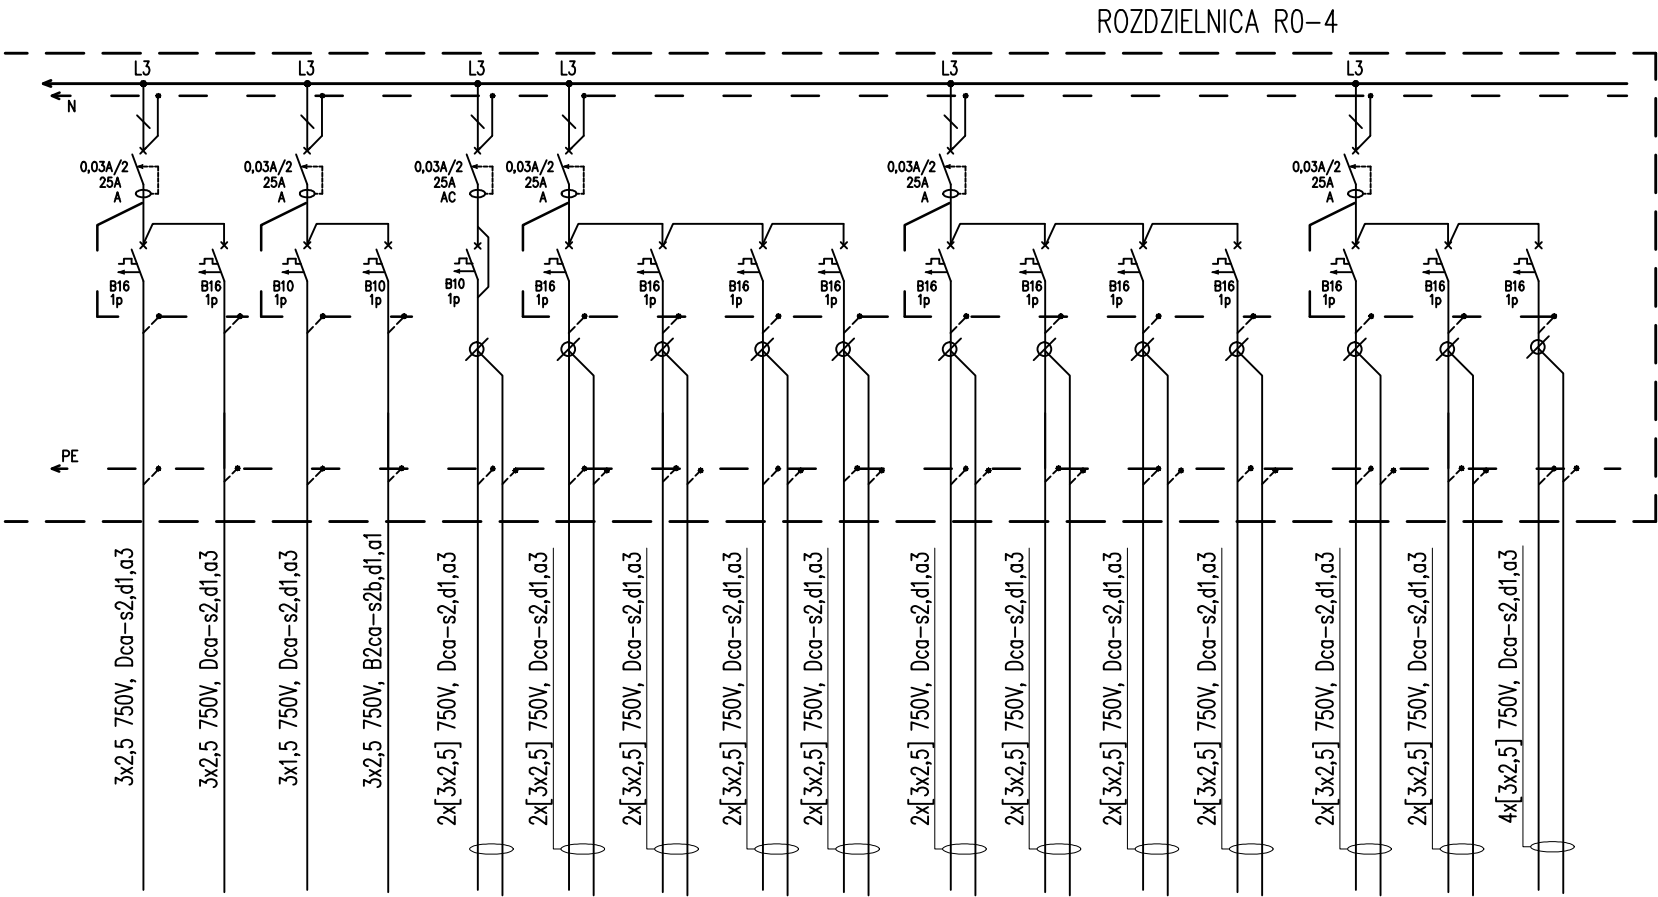 ROZDZIELNICA RO-4
L3 L3 L3 L3 L3 L3
N
0,03A/2 0,03A/2 0,03A/2 0,03A/2 0,03A/2 0,03A/2
25A 25A 25A 25A 25A 25A
A A AC A A A
B16 B16 B10 B10 B10 B16 B16 B16 B16 B16 B16 B16 B16 B16 B16 B16
1p 1p 1p 1p 1p 1p 1p 1p 1p 1p 1p 1p 1p 1p 1p 1p
PE
3x2,5 750V, Dca-s2,d1,a3
3x2,5 750V, Dca-s2,d1,a3
3x1,5 750V, Dca-s2,d1,a3
3x2,5 750V, B2ca-s2b,d1,a1
2x[3x2,5] 750V, Dca-s2,d1,a3
2x[3x2,5] 750V, Dca-s2,d1,a3
2x[3x2,5] 750V, Dca-s2,d1,a3
2x[3x2,5] 750V, Dca-s2,d1,a3
2x[3x2,5] 750V, Dca-s2,d1,a3
2x[3x2,5] 750V, Dca-s2,d1,a3
2x[3x2,5] 750V, Dca-s2,d1,a3
2x[3x2,5] 750V, Dca-s2,d1,a3
2x[3x2,5] 750V, Dca-s2,d1,a3
2x[3x2,5] 750V, Dca-s2,d1,a3
2x[3x2,5] 750V, Dca-s2,d1,a3
4x[3x2,5] 750V, Dca-s2,d1,a3